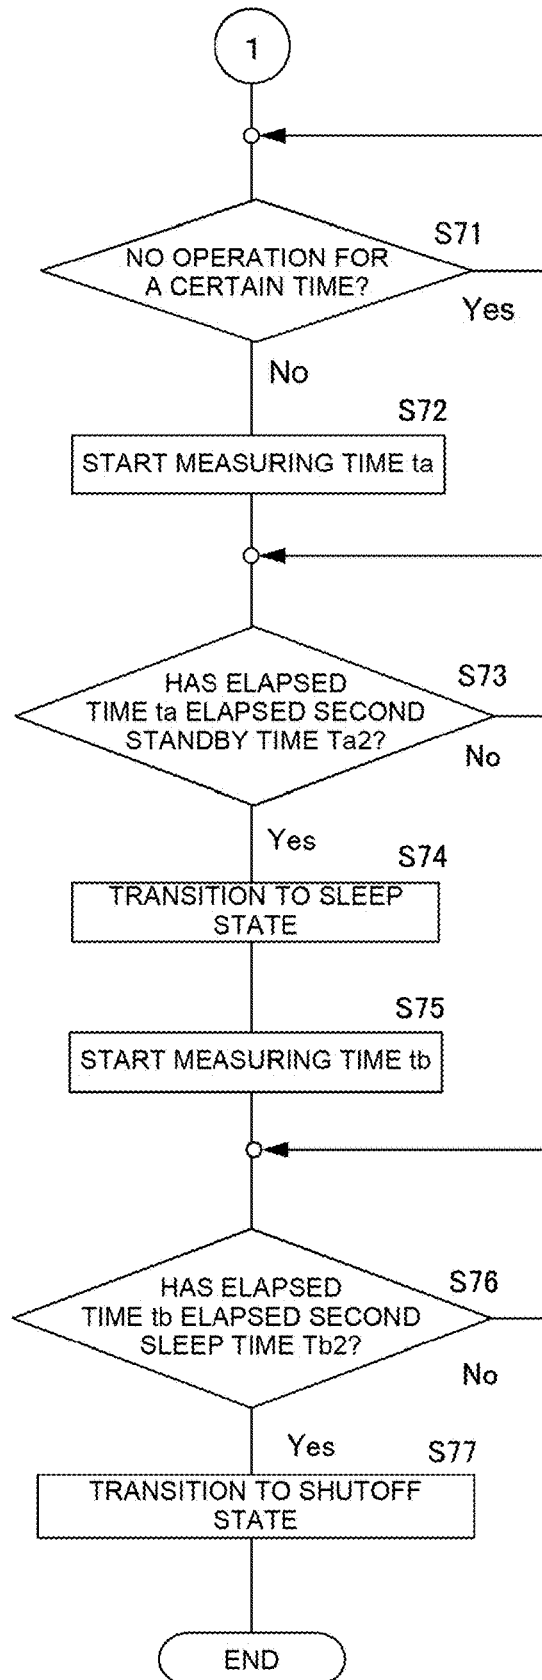 1
S71
NO OPERATION FOR
A CERTAIN TIME?
Yes
No
S72
START MEASURING TIME ta
S73
HAS ELAPSED
TIME ta ELAPSED SECOND
STANDBY TIME Ta2?
No
Yes
S74
TRANSITION TO SLEEP
STATE
S75
START MEASURING TIME tb
S76
HAS ELAPSED
TIME tb ELAPSED SECOND
SLEEP TIME Tb2?
No
Yes
S77
TRANSITION TO SHUTOFF
STATE
END